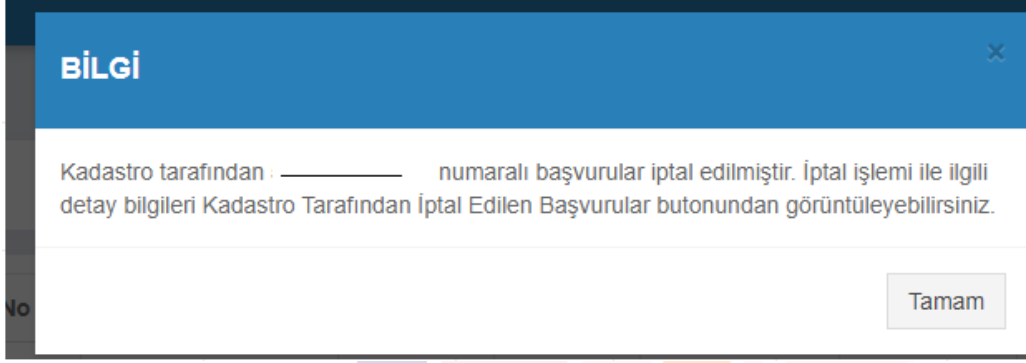 BİLGİ
×
Kadastro tarafından numaralı başvurular iptal edilmiştir. İptal işlemi ile ilgili
detay bilgileri Kadastro Tarafından İptal Edilen Başvurular butonundan görüntüleyebilirsiniz.
Tamam
No